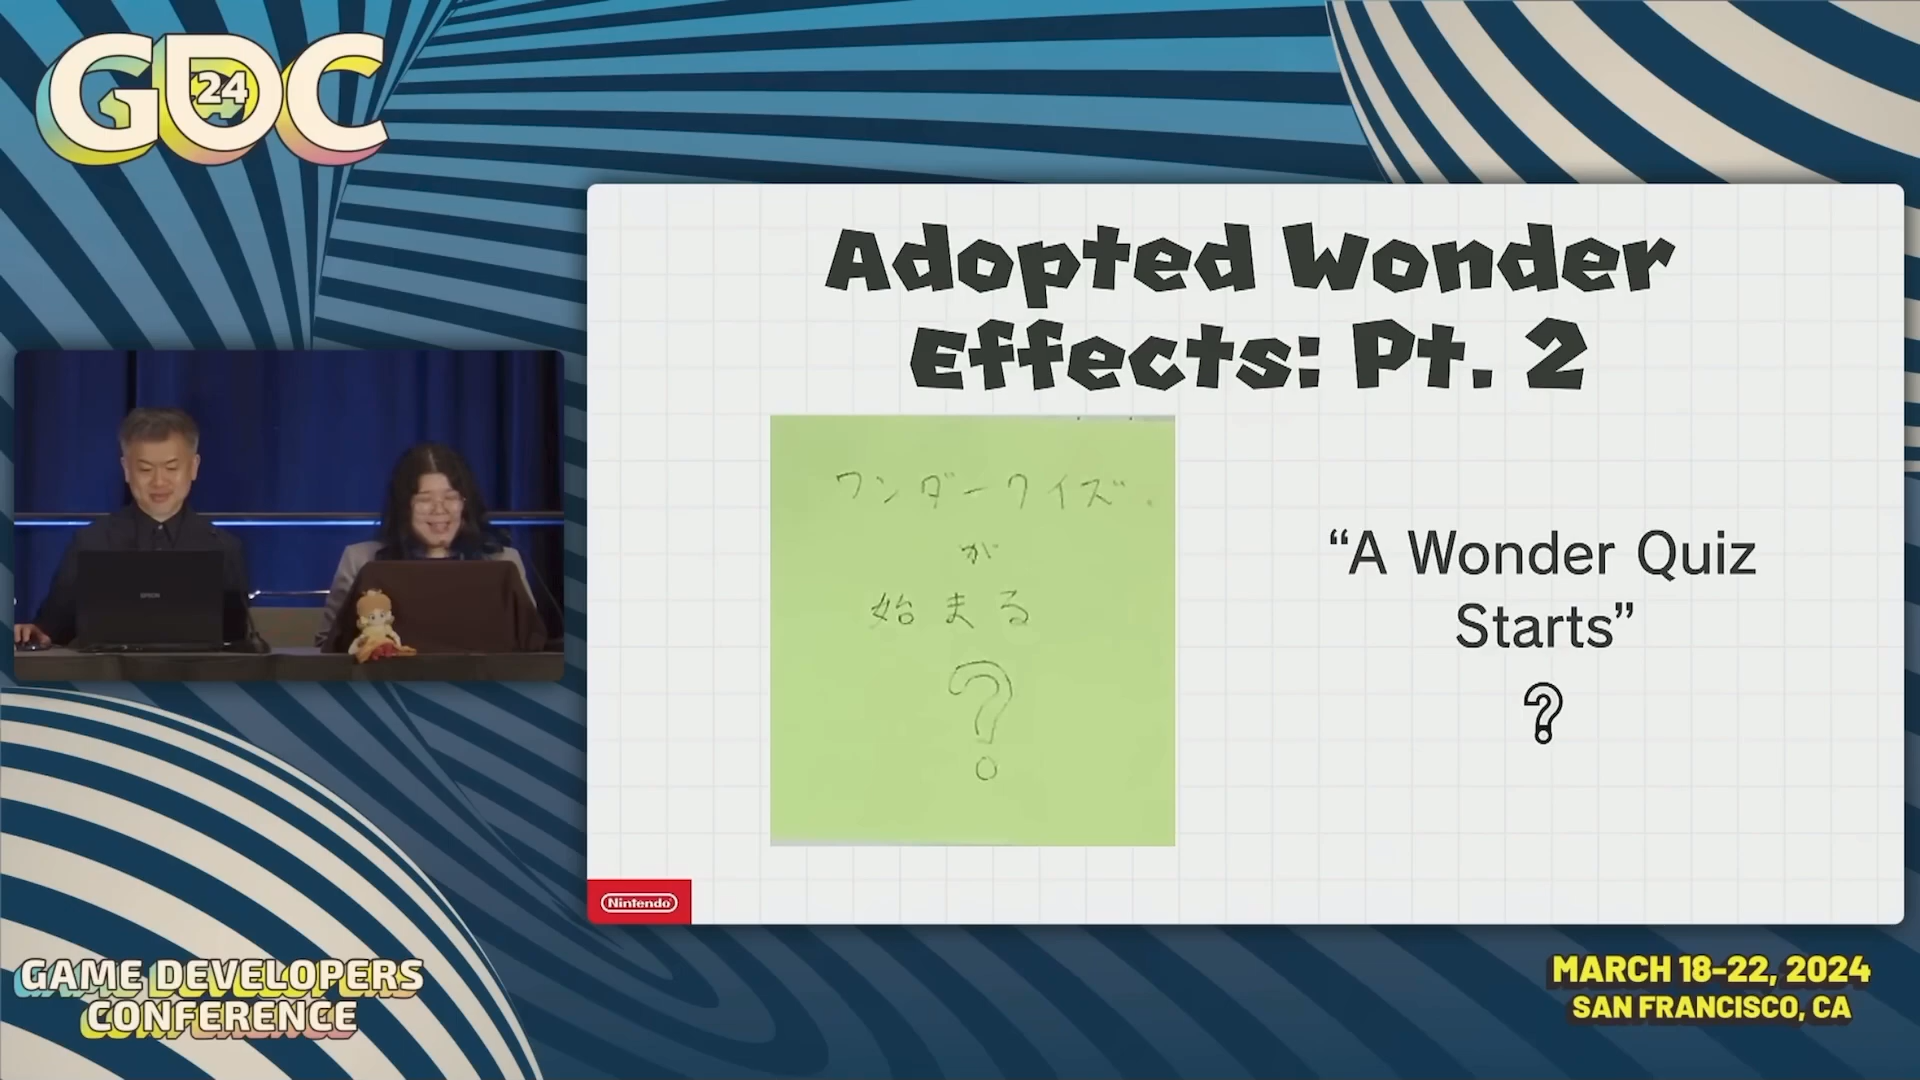 GDC
24
Adopted Wonder
Effects: Pt. 2
ワンダークイズ
が
始まる
?
“A Wonder Quiz
Starts”
?
EPSON
Nintendo
GAME DEVELOPERS
CONFERENCE
MARCH 18-22, 2024
SAN FRANCISCO, CA